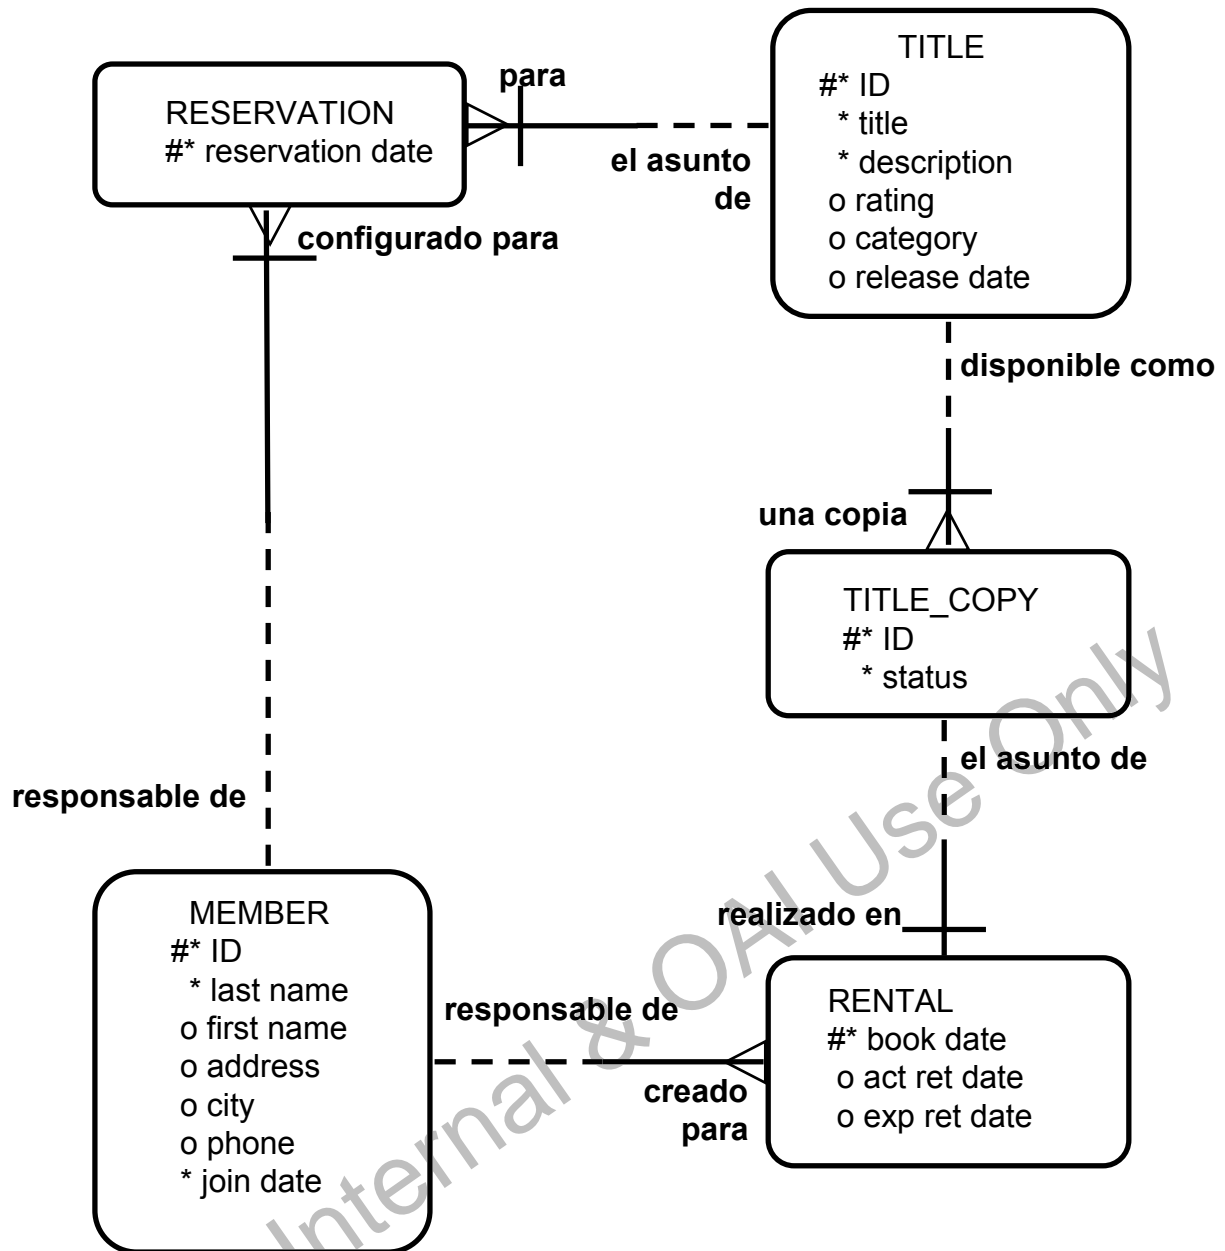 para
TITLE
#* ID
* title
* description
o rating
o category
o release date
RESERVATION
#* reservation date
el asunto
de
configurado para
disponible como
una copia
TITLE_COPY
#* ID
* status
el asunto de
responsable de
MEMBER
#* ID
* last name
o first name
o address
o city
o phone
* join date
realizado en
responsable de
RENTAL
#* book date
o act ret date
o exp ret date
creado
para
Internal & OAI Use Only